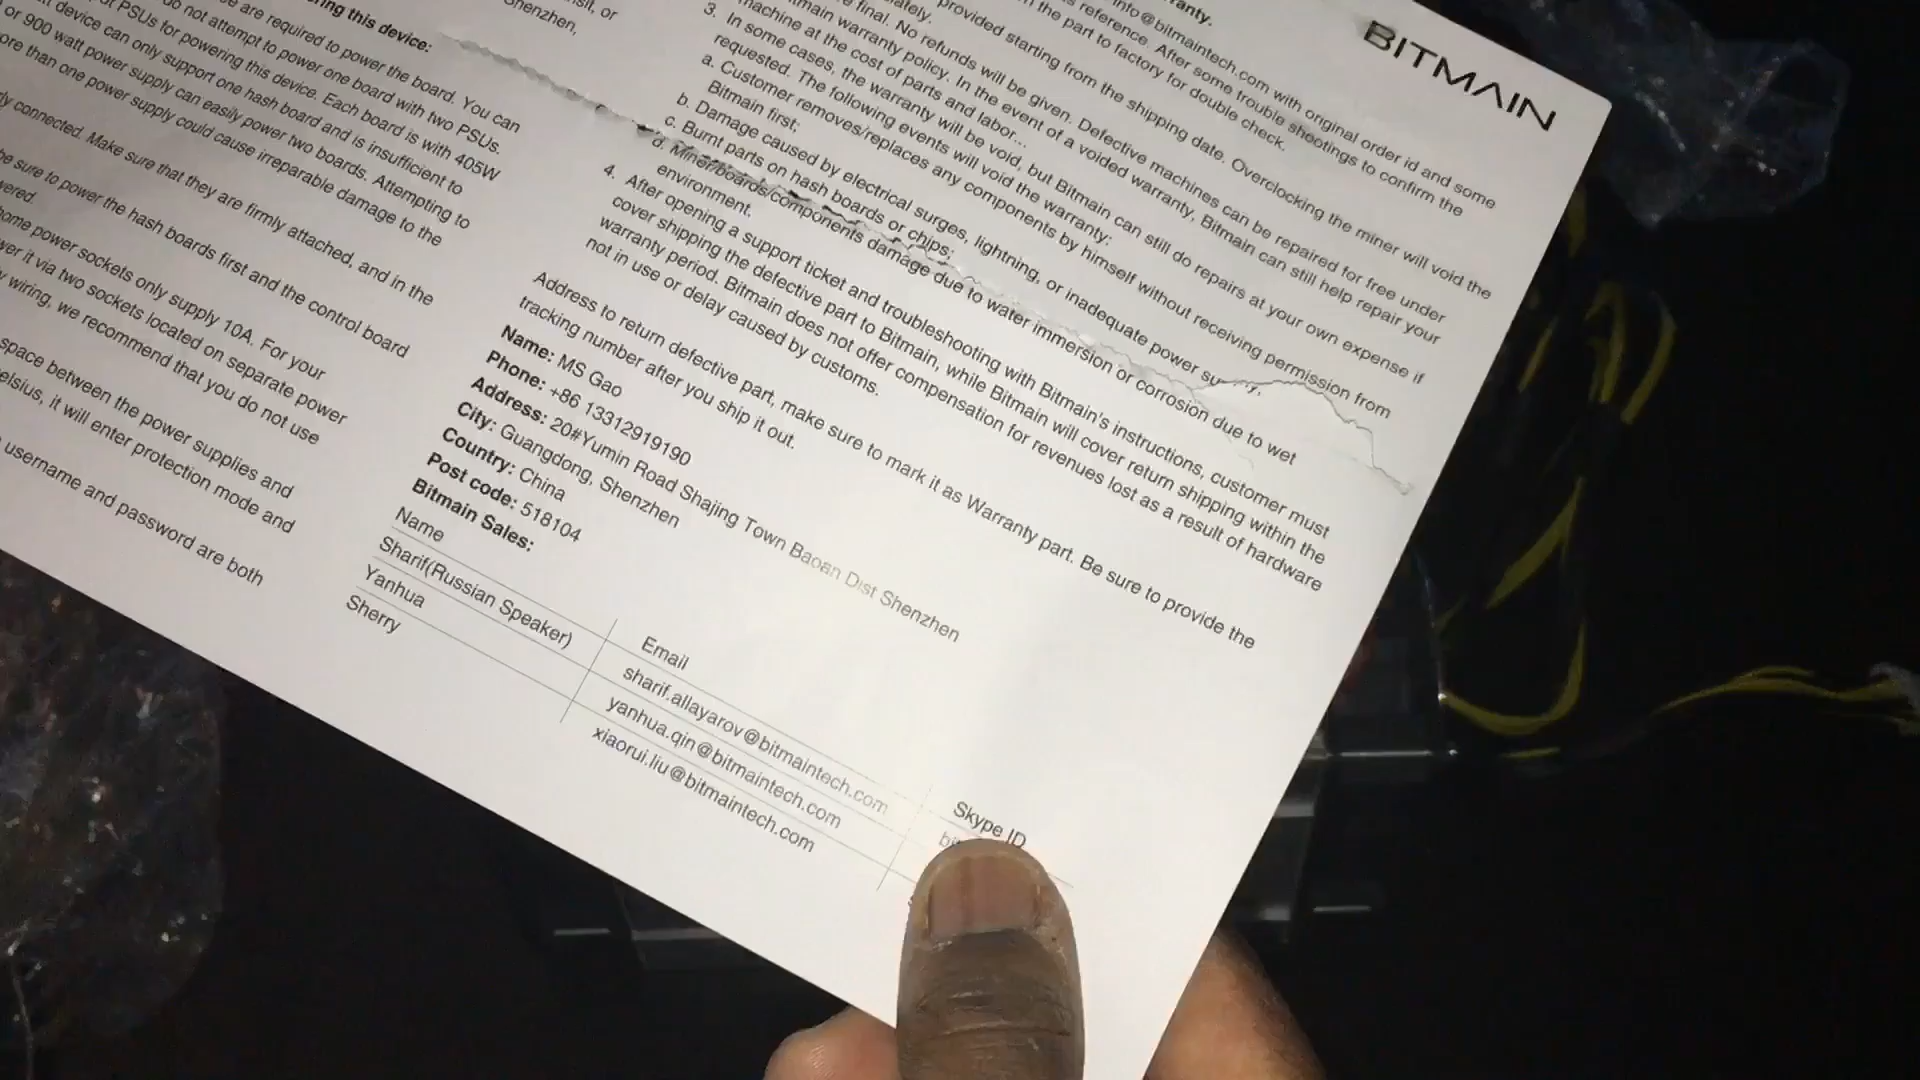 BITMAIN
ring this device:
e are required to power the board. You can
do not attempt to power one board with two PSUs.
of PSUs for powering this device. Each board is with 405W
t device can only support one hash board and is insufficient to
or 900 watt power supply can easily power two boards. Attempting to
ore than one power supply could cause irreparable damage to the
ly connected. Make sure that they are firmly attached, and in the
be sure to power the hash boards first and the control board
wered.
home power sockets only supply 10A. For your
wer it via two sockets located on separate power
y wiring, we recommend that you do not use
space between the power supplies and
elsius, it will enter protection mode and
username and password are both
Shenzhen,
ranty.
info@bitmaintech.com with original order id and some
reference. After some trouble shootings to confirm the
the part to factory for double check.
provided starting from the shipping date. Overclocking the miner will void the
ately.
e final. No refunds will be given. Defective machines can be repaired for free under
tmain warranty policy. In the event of a voided warranty, Bitmain can still help repair your
machine at the cost of parts and labor...
3. In some cases, the warranty will be void, but Bitmain can still do repairs at your own expense if
requested. The following events will void the warranty:
a. Customer removes/replaces any components by himself without receiving permission from
Bitmain first;
b. Damage caused by electrical surges, lightning, or inadequate power
c. Burnt parts on hash boards or chips;
d. Miner/boards/components damage due to water immersion or corrosion due to wet
environment.
4. After opening a support ticket and troubleshooting with Bitmain's instructions, customer must
cover shipping the defective part to Bitmain, while Bitmain will cover return shipping within the
warranty period. Bitmain does not offer compensation for revenues lost as a result of hardware
not in use or delay caused by customs.
Address to return defective part, make sure to mark it as Warranty part. Be sure to provide the
tracking number after you ship it out.
Name: MS Gao
Phone: +86 13312919190
Address: 20#Yumin Road Shajing Town Baoan Dist Shenzhen
City: Guangdong, Shenzhen
Country: China
Post code: 518104
Bitmain Sales:
Name Email Skype ID
Sharif(Russian Speaker) sharif.allayarov@bitmaintech.com
Yanhua yanhua.qin@bitmaintech.com
Sherry xiaorui.liu@bitmaintech.com